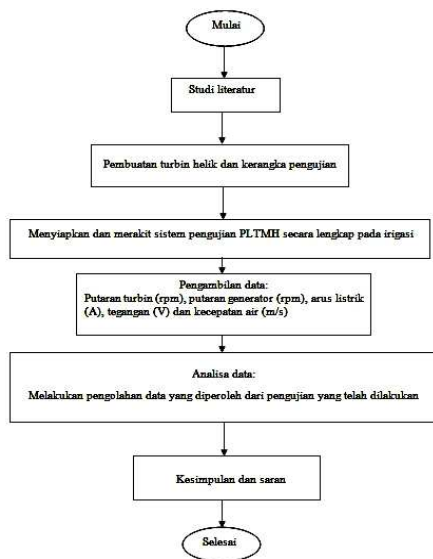 Mulai
Studi literatur
Pembuatan turbin helik dan kerangka pengujian
Menyiapkan dan merakit sistem pengujian PLTMH secara lengkap pada irigasi
Pengambilan data:
Putaran turbin (rpm), putaran generator (rpm), arus listrik
(A), tegangan (V) dan kecepatan air (m/s)
Analisa data:
Melakukan pengolahan data yang diperoleh dari pengujian yang telah dilakukan
Kesimpulan dan saran
Selesai